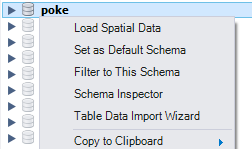 poke
Load Spatial Data
Set as Default Schema
Filter to This Schema
Schema Inspector
Table Data Import Wizard
Copy to Clipboard